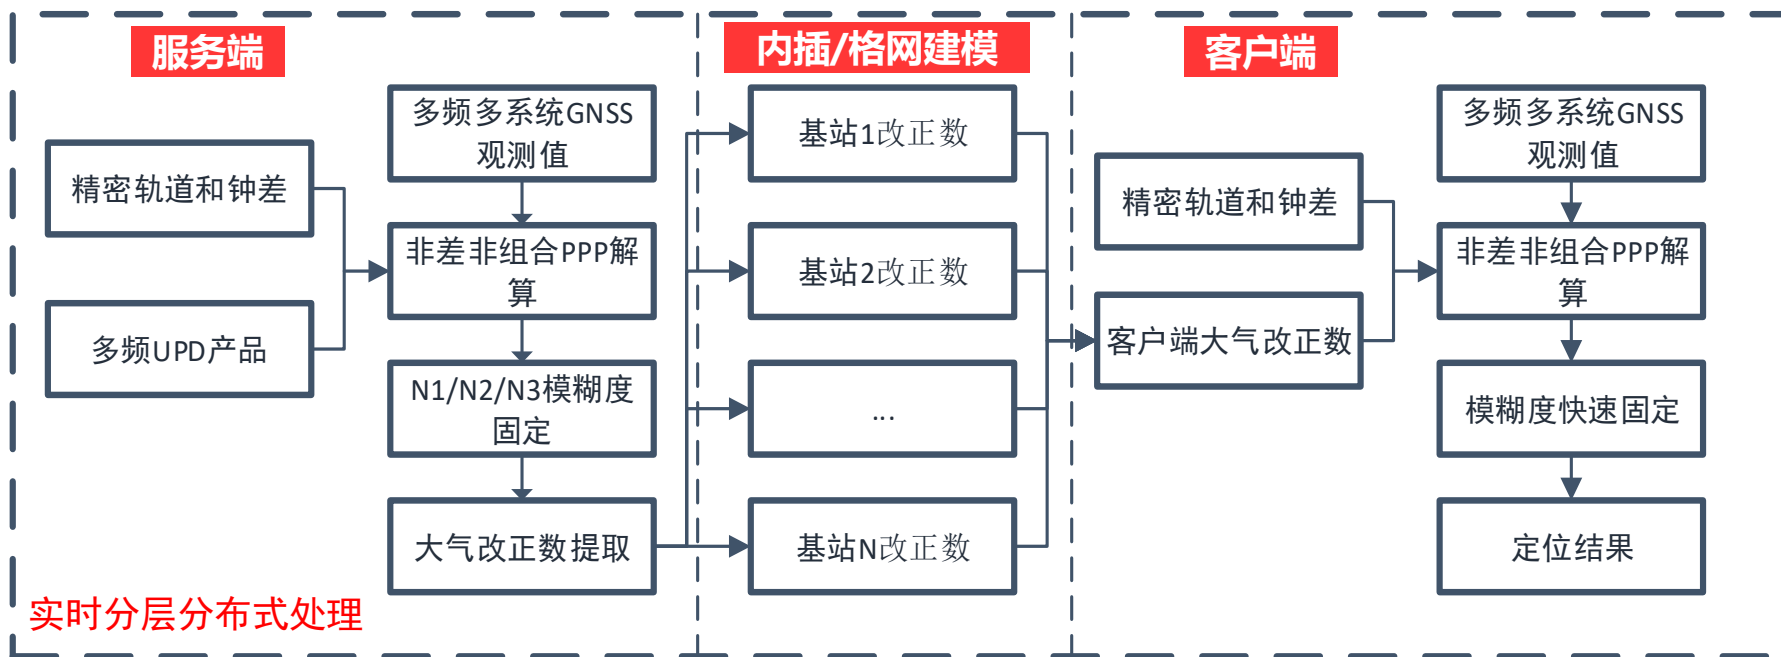 服务端
多频多系统GNSS
观测值
精密轨道和钟差
多频UPD产品
非差非组合PPP解
算
N1/N2/N3模糊度
固定
大气改正数提取
实时分层分布式处理
内插/格网建模
基站1改正数
基站2改正数
...
基站N改正数
客户端
多频多系统GNSS
观测值
精密轨道和钟差
客户端大气改正数
非差非组合PPP解
算
模糊度快速固定
定位结果